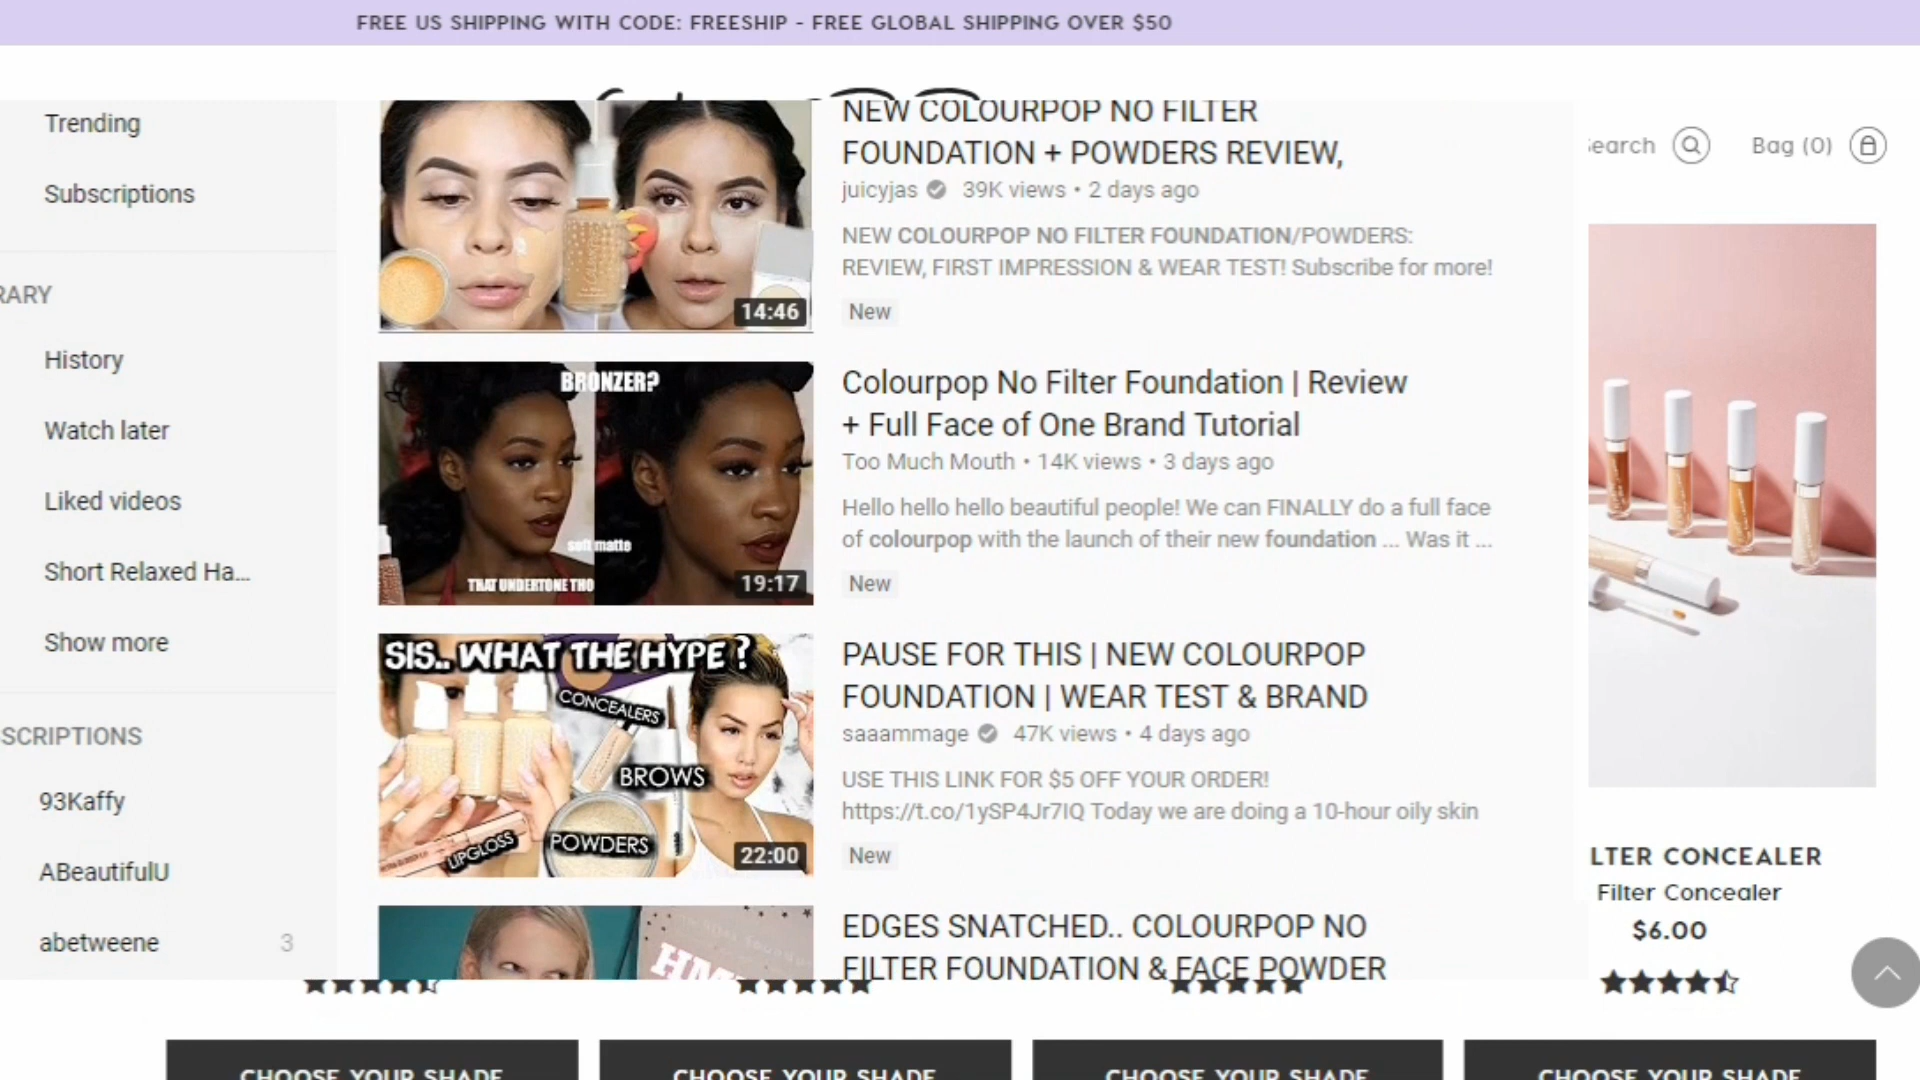 FREE US SHIPPING WITH CODE: FREESHIP - FREE GLOBAL SHIPPING OVER $50
Search
Bag (0)
Trending
Subscriptions
RARY
History
Watch later
Liked videos
Short Relaxed Ha...
Show more
SCRIPTIONS
93Kaffy
ABeautifulU
abetweene 3
14:46
NEW COLOURPOP NO FILTER
FOUNDATION + POWDERS REVIEW,
juicyjas 39K views • 2 days ago
NEW COLOURPOP NO FILTER FOUNDATION/POWDERS:
REVIEW, FIRST IMPRESSION & WEAR TEST! Subscribe for more!
New
BRONZER?
soft matte
THAT UNDERTONE THO
19:17
Colourpop No Filter Foundation | Review
+ Full Face of One Brand Tutorial
Too Much Mouth • 14K views • 3 days ago
Hello hello hello beautiful people! We can FINALLY do a full face
of colourpop with the launch of their new foundation ... Was it ...
New
SIS.. WHAT THE HYPE?
CONCEALERS
BROWS
LIPGLOSS
POWDERS
22:00
PAUSE FOR THIS | NEW COLOURPOP
FOUNDATION | WEAR TEST & BRAND
saaammage 47K views • 4 days ago
USE THIS LINK FOR $5 OFF YOUR ORDER!
https://t.co/1ySP4Jr7IQ Today we are doing a 10-hour oily skin
New
EDGES SNATCHED.. COLOURPOP NO
FILTER FOUNDATION & FACE POWDER
LTER CONCEALER
Filter Concealer
$6.00
CHOOSE YOUR SHADE
CHOOSE YOUR SHADE
CHOOSE YOUR SHADE
CHOOSE YOUR SHADE